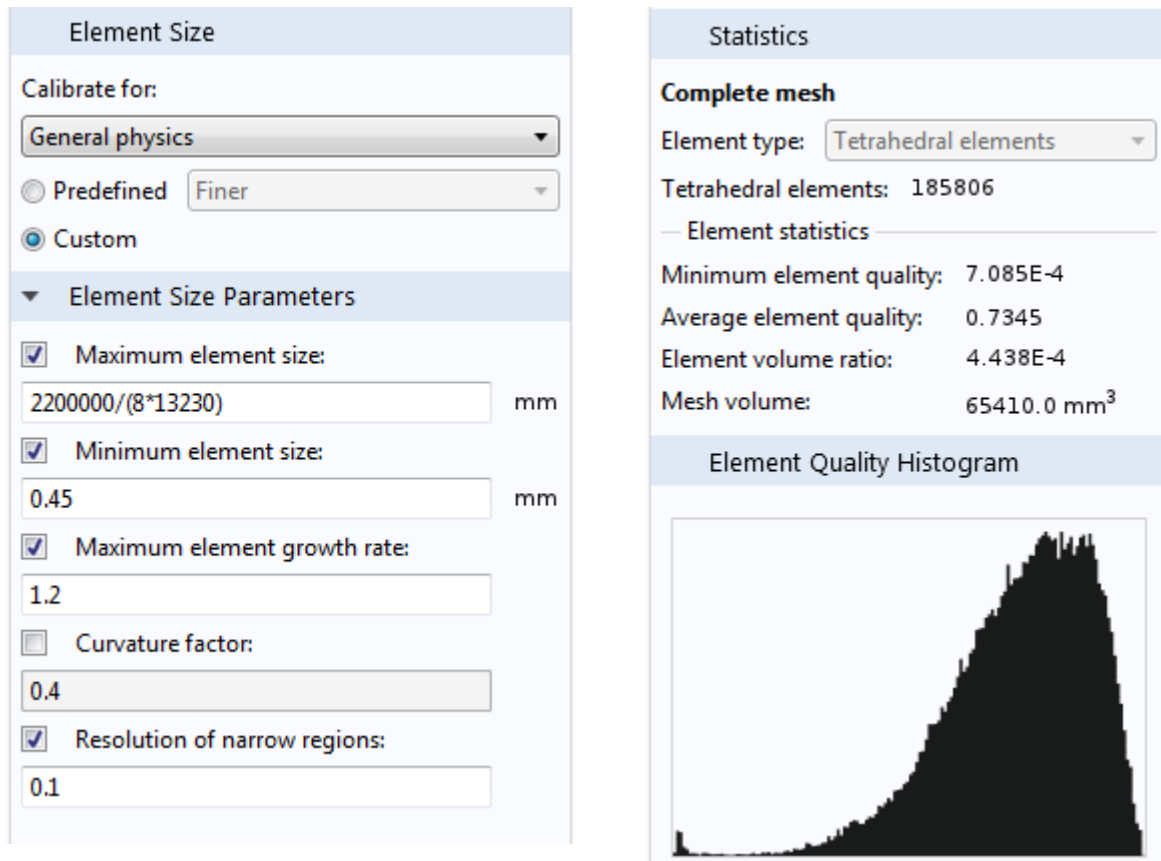 Element Size
Calibrate for:
General physics
Predefined Finer
Custom
Element Size Parameters
Maximum element size:
2200000/(8*13230) mm
Minimum element size:
0.45 mm
Maximum element growth rate:
1.2
Curvature factor:
0.4
Resolution of narrow regions:
0.1
Statistics
Complete mesh
Element type: Tetrahedral elements
Tetrahedral elements: 185806
Element statistics
Minimum element quality: 7.085E-4
Average element quality: 0.7345
Element volume ratio: 4.438E-4
Mesh volume: 65410.0 mm³
Element Quality Histogram